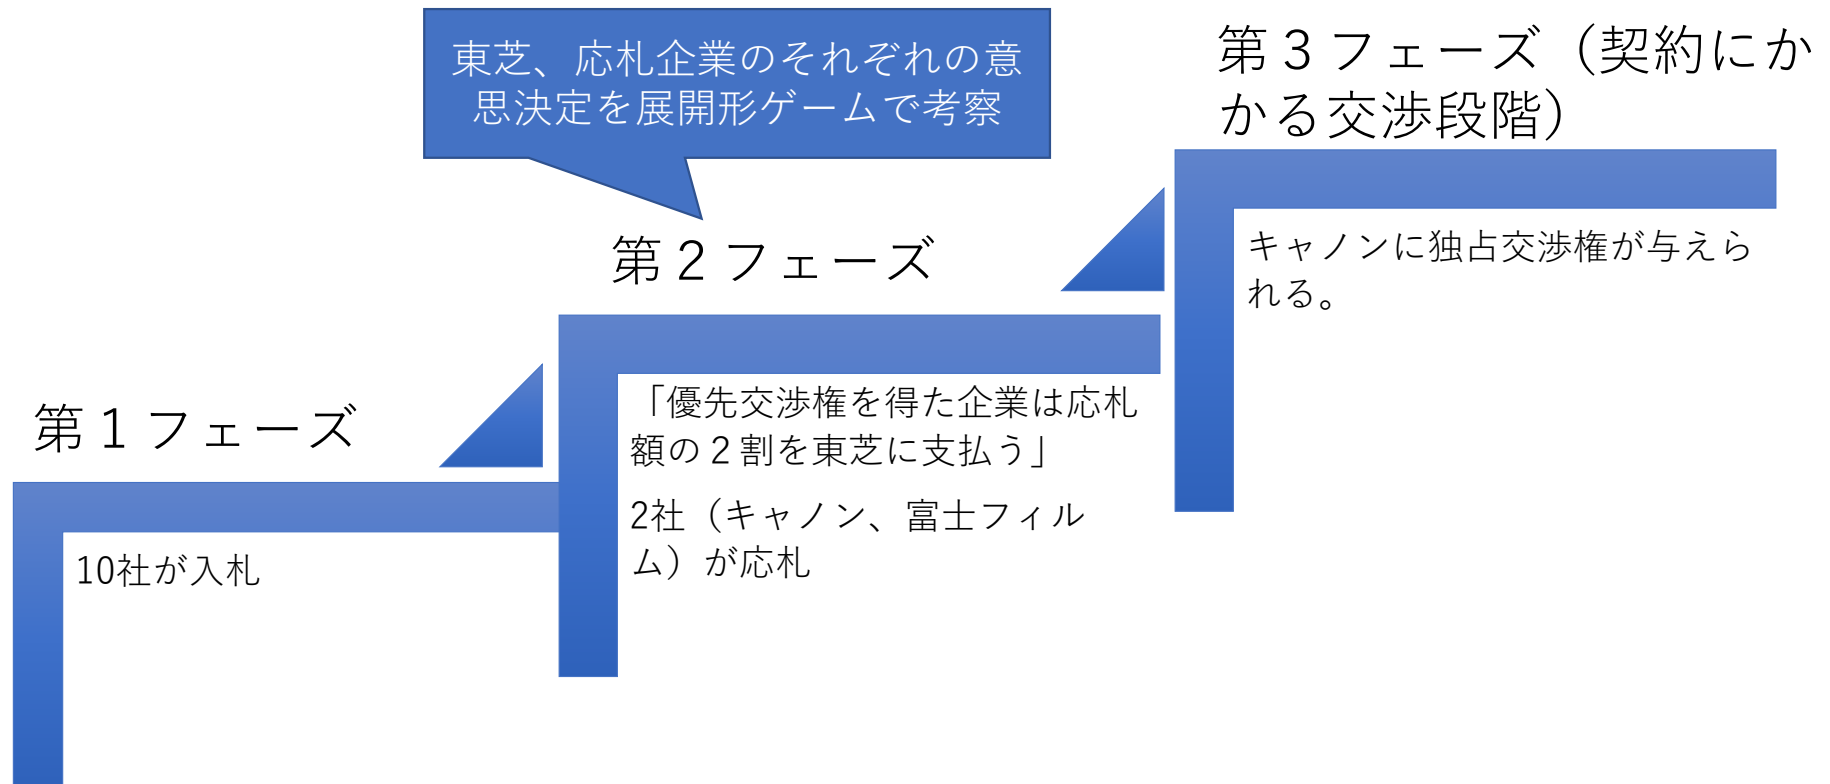 東芝、応札企業のそれぞれの意
思決定を展開形ゲームで考察
第３フェーズ（契約にか
かる交渉段階）
キャノンに独占交渉権が与えら
れる。
第２フェーズ
「優先交渉権を得た企業は応札
額の２割を東芝に支払う」
2社（キャノン、富士フィル
ム）が応札
第１フェーズ
10社が入札